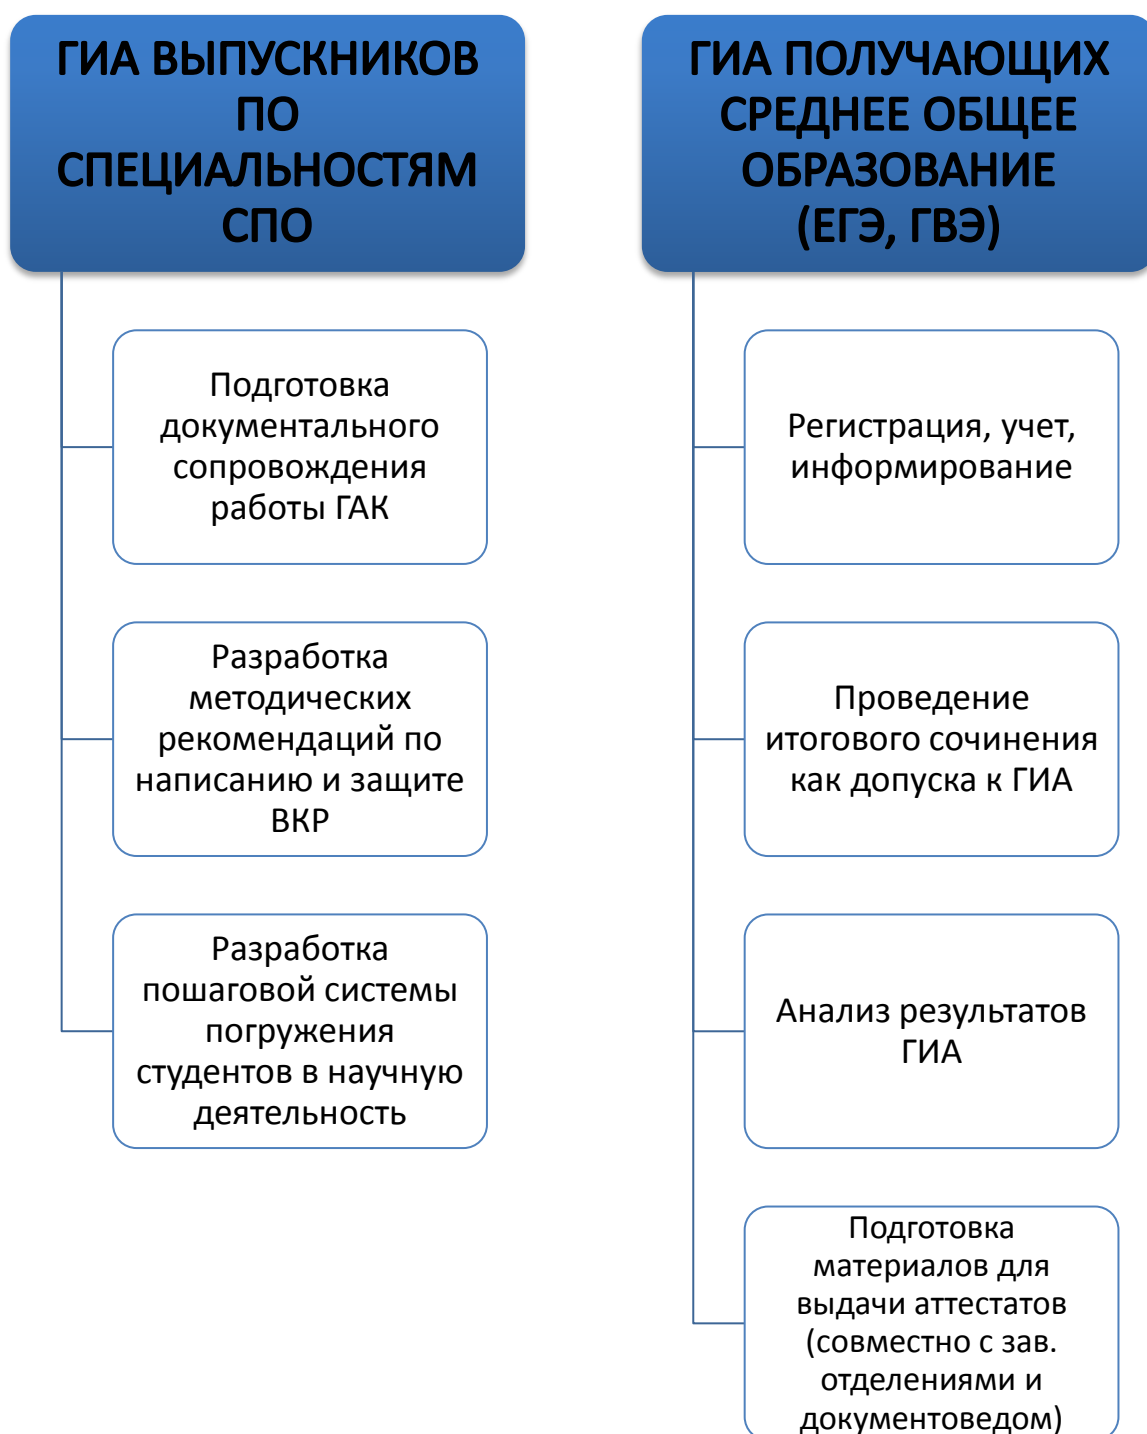 ГИА ВЫПУСКНИКОВ
ПО
СПЕЦИАЛЬНОСТЯМ
СПО
Подготовка
документального
сопровождения
работы ГАК
Разработка
методических
рекомендаций по
написанию и защите
ВКР
Разработка
пошаговой системы
погружения
студентов в научную
деятельность
ГИА ПОЛУЧАЮЩИХ
СРЕДНЕЕ ОБЩЕЕ
ОБРАЗОВАНИЕ
(ЕГЭ, ГВЭ)
Регистрация, учет,
информирование
Проведение
итогового сочинения
как допуска к ГИА
Анализ результатов
ГИА
Подготовка
материалов для
выдачи аттестатов
(совместно с зав.
отделениями и
документоведом)